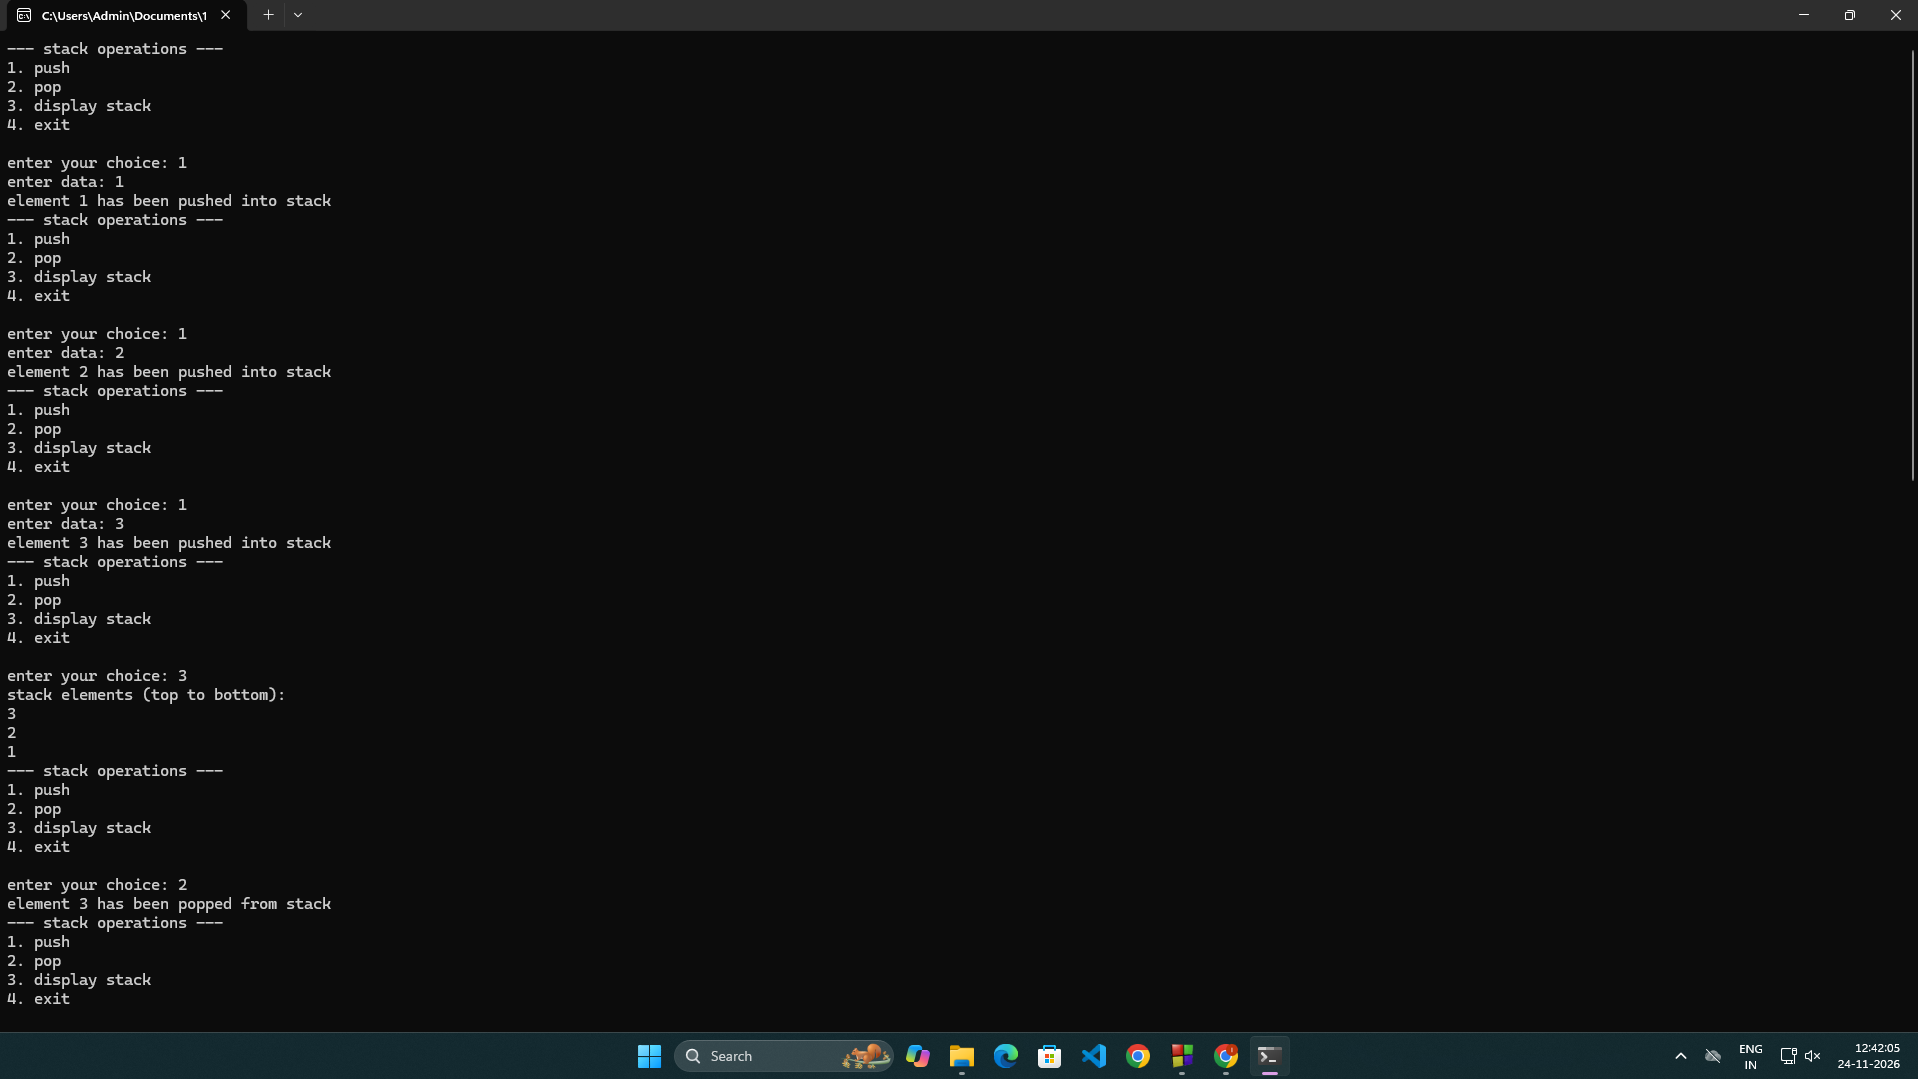 C:\Users\Admin\Documents\1
--- stack operations ---
1. push
2. pop
3. display stack
4. exit
enter your choice: 1
enter data: 1
element 1 has been pushed into stack
--- stack operations ---
1. push
2. pop
3. display stack
4. exit
enter your choice: 1
enter data: 2
element 2 has been pushed into stack
--- stack operations ---
1. push
2. pop
3. display stack
4. exit
enter your choice: 1
enter data: 3
element 3 has been pushed into stack
--- stack operations ---
1. push
2. pop
3. display stack
4. exit
enter your choice: 3
stack elements (top to bottom):
3
2
1
--- stack operations ---
1. push
2. pop
3. display stack
4. exit
enter your choice: 2
element 3 has been popped from stack
--- stack operations ---
1. push
2. pop
3. display stack
4. exit
Search
ENG
IN
12:42:05
24-11-2026